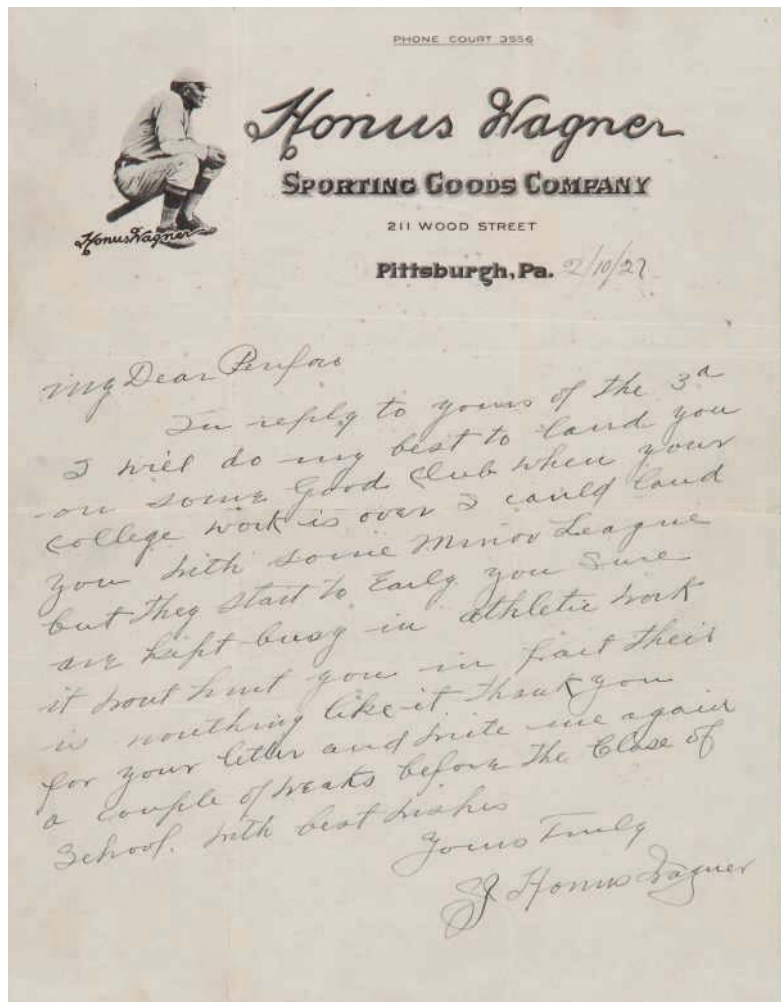 PHONE COURT 3556
Honus Wagner
SPORTING GOODS COMPANY
211 WOOD STREET
Honus Wagner
Pittsburgh, Pa. 2/10/27
My Dear
In reply to yours of the 3d
I will do my best to land you
on some Good Club when your
college work is over I could land
you with some Minor League
but they start to Early you sure
are kept busy in athletic work
it wont hurt you in fact their
is nouthing like it thank you
for your letter and write me again
a couple of weaks before the Close of
School. With best wishes
Yours Truly
J Honus Wagner